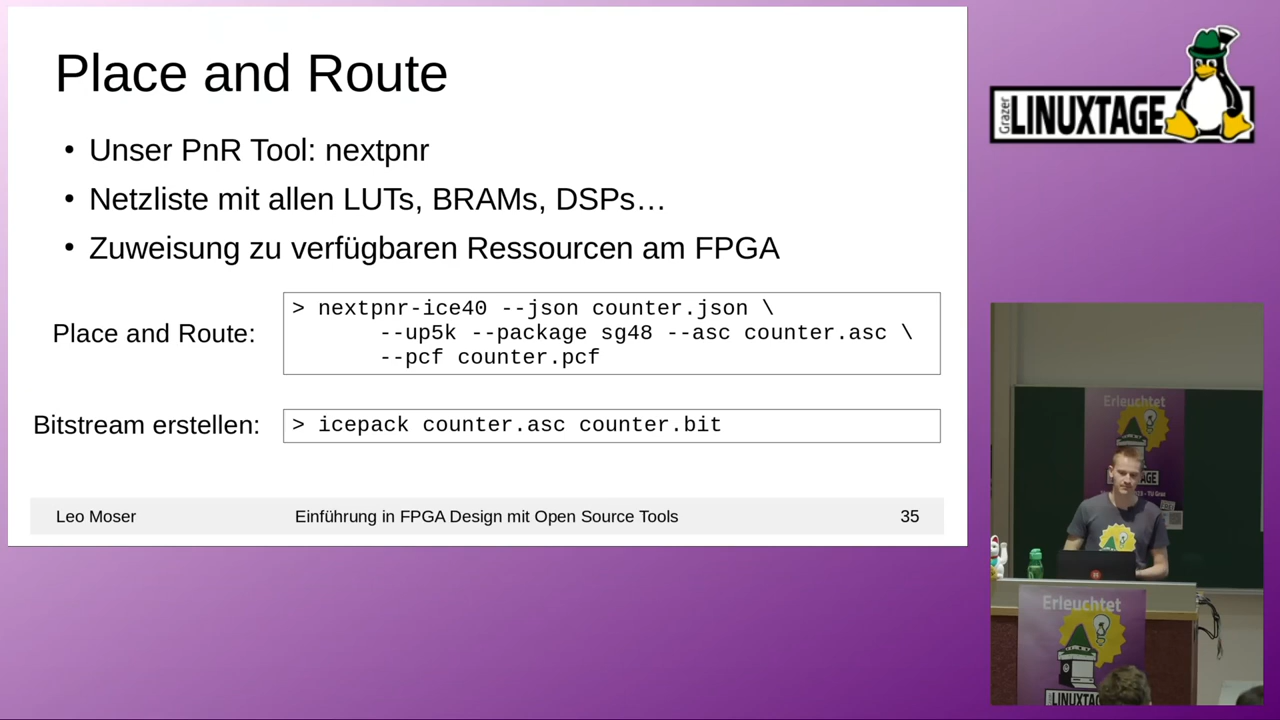 Place and Route
• Unser PnR Tool: nextpnr
• Netzliste mit allen LUTs, BRAMs, DSPs…
• Zuweisung zu verfügbaren Ressourcen am FPGA
Place and Route:
> nextpnr-ice40 --json counter.json \
--up5k --package sg48 --asc counter.asc \
--pcf counter.pcf
Bitstream erstellen:
> icepack counter.asc counter.bit
Leo Moser
Einführung in FPGA Design mit Open Source Tools
35
Grazer
LINUXTAGE
Erleuchtet
Erleuchtet
LINUXTAG